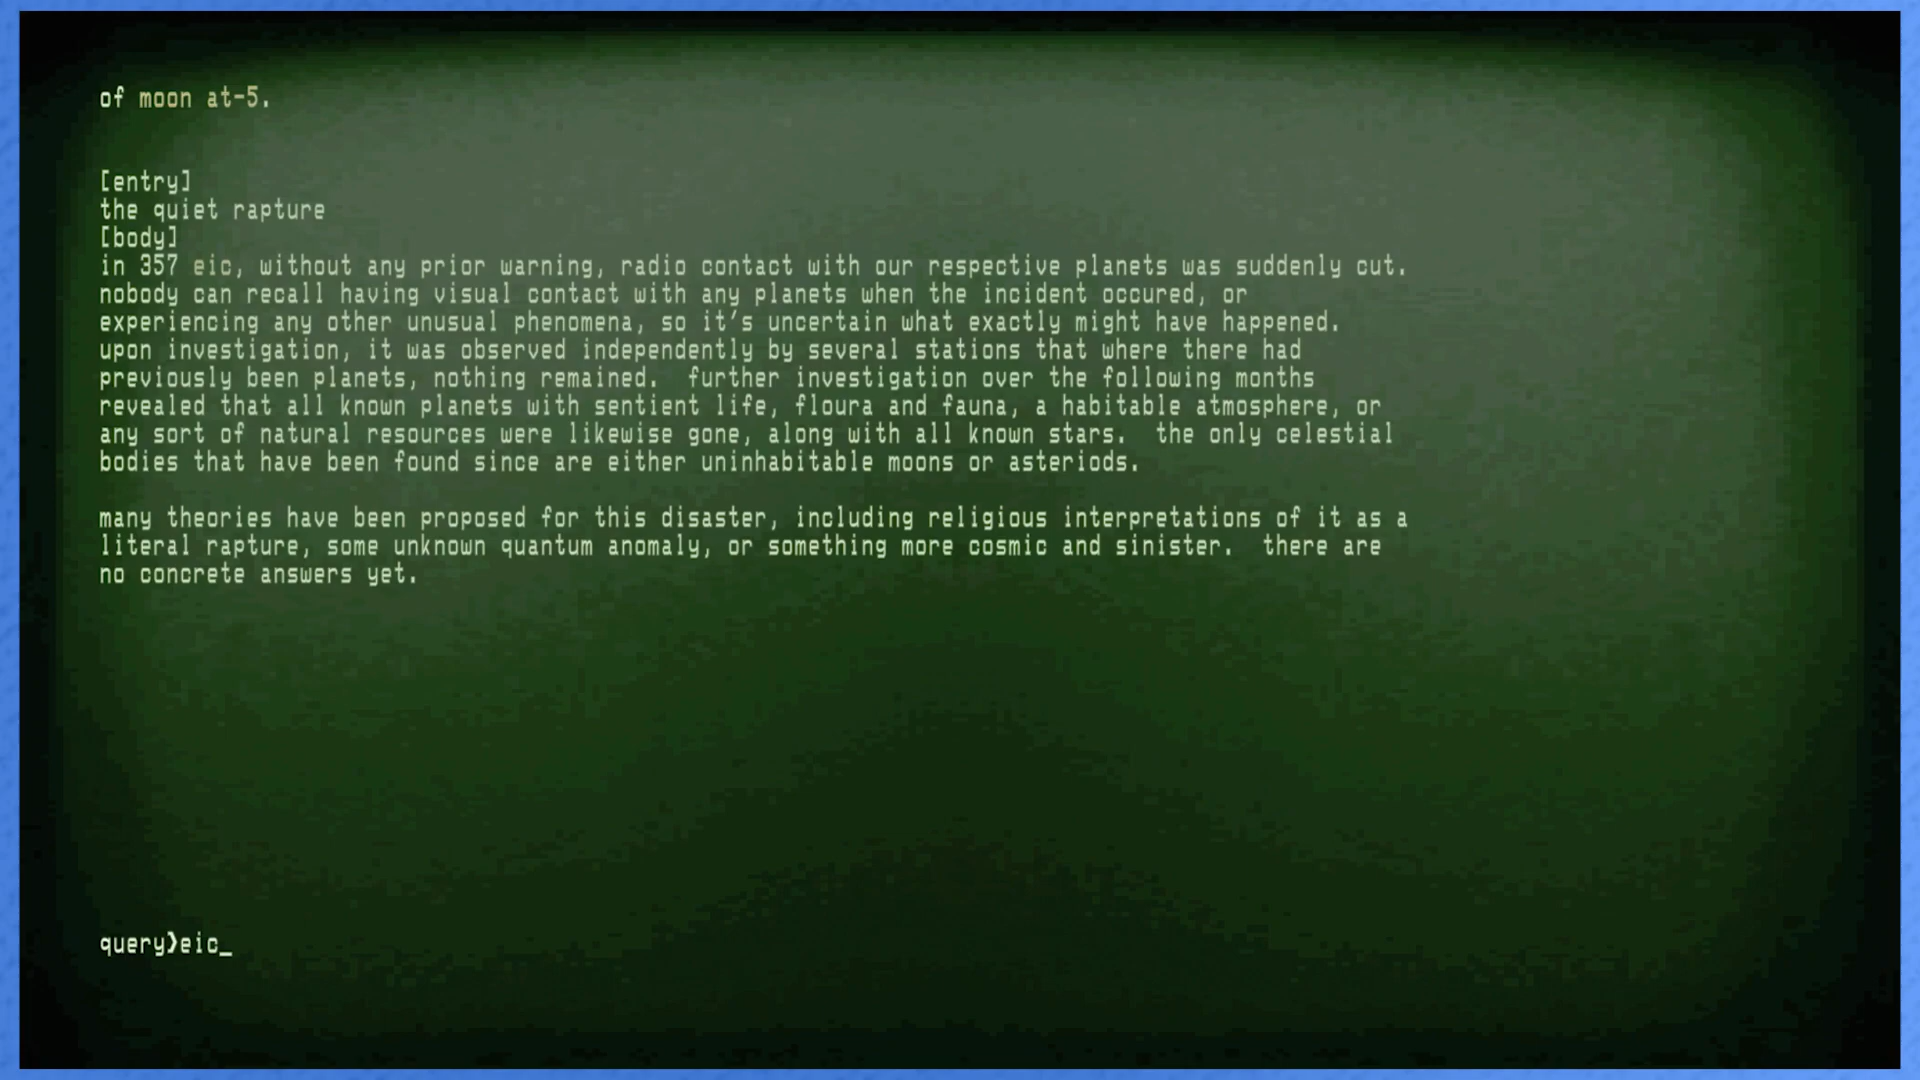 of moon at-5.
[entry]
the quiet rapture
[body]
in 357 eic, without any prior warning, radio contact with our respective planets was suddenly cut.
nobody can recall having visual contact with any planets when the incident occured, or
experiencing any other unusual phenomena, so it's uncertain what exactly might have happened.
upon investigation, it was observed independently by several stations that where there had
previously been planets, nothing remained.  further investigation over the following months
revealed that all known planets with sentient life, floura and fauna, a habitable atmosphere, or
any sort of natural resources were likewise gone, along with all known stars.  the only celestial
bodies that have been found since are either uninhabitable moons or asteriods.
many theories have been proposed for this disaster, including religious interpretations of it as a
literal rapture, some unknown quantum anomaly, or something more cosmic and sinister.  there are
no concrete answers yet.
query>eic_